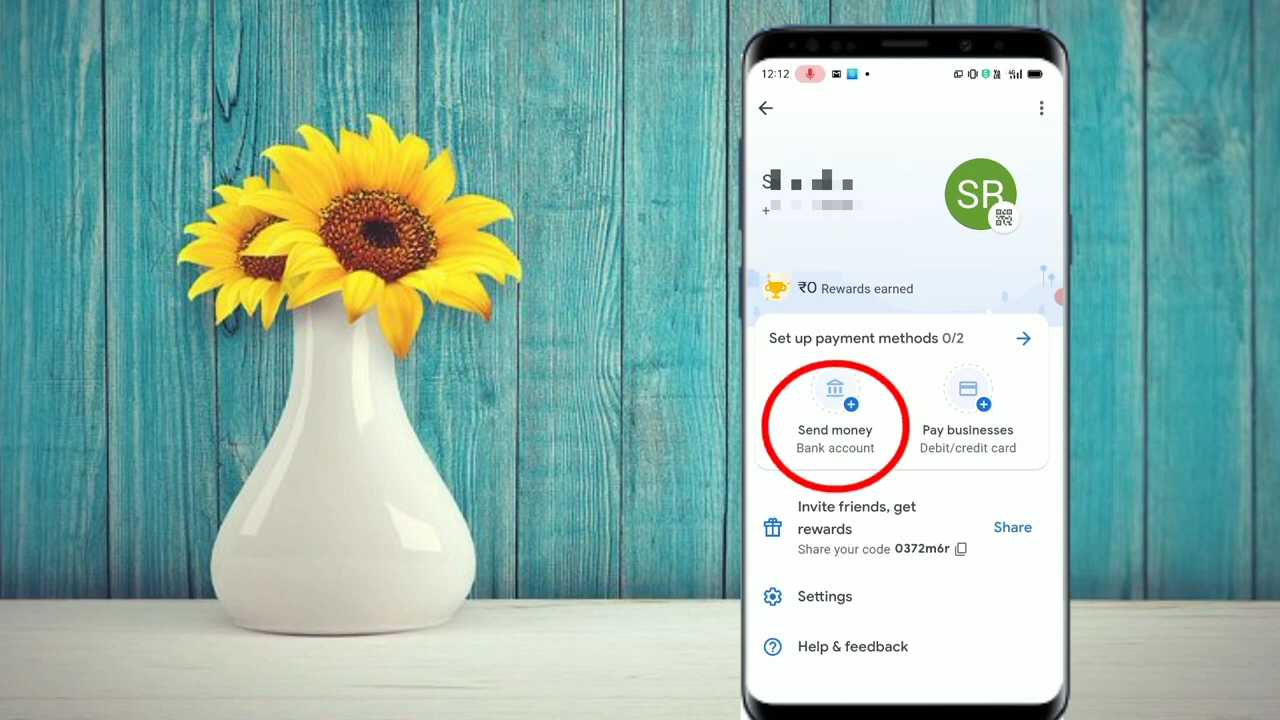 12:12
SR
₹0 Rewards earned
Set up payment methods 0/2
Send money
Bank account
Pay businesses
Debit/credit card
Invite friends, get
rewards
Share
Share your code 0372m6r
Settings
Help & feedback